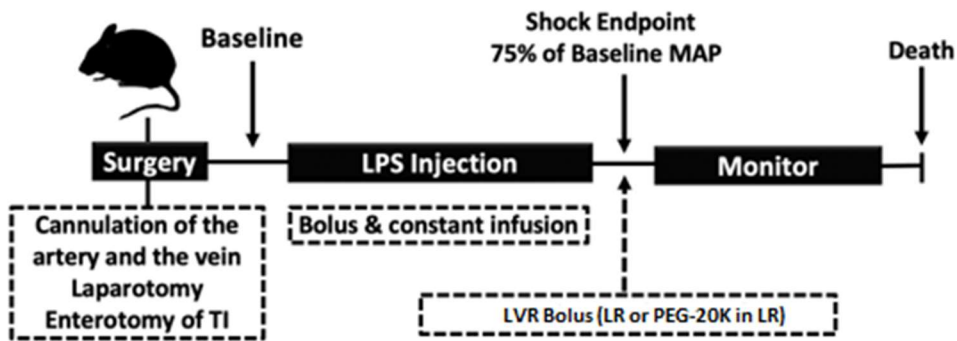 Baseline
Shock Endpoint
75% of Baseline MAP
Death
Surgery
LPS Injection
Monitor
Cannulation of the
artery and the vein
Laparotomy
Enterotomy of TI
Bolus & constant infusion
LVR Bolus (LR or PEG-20K in LR)